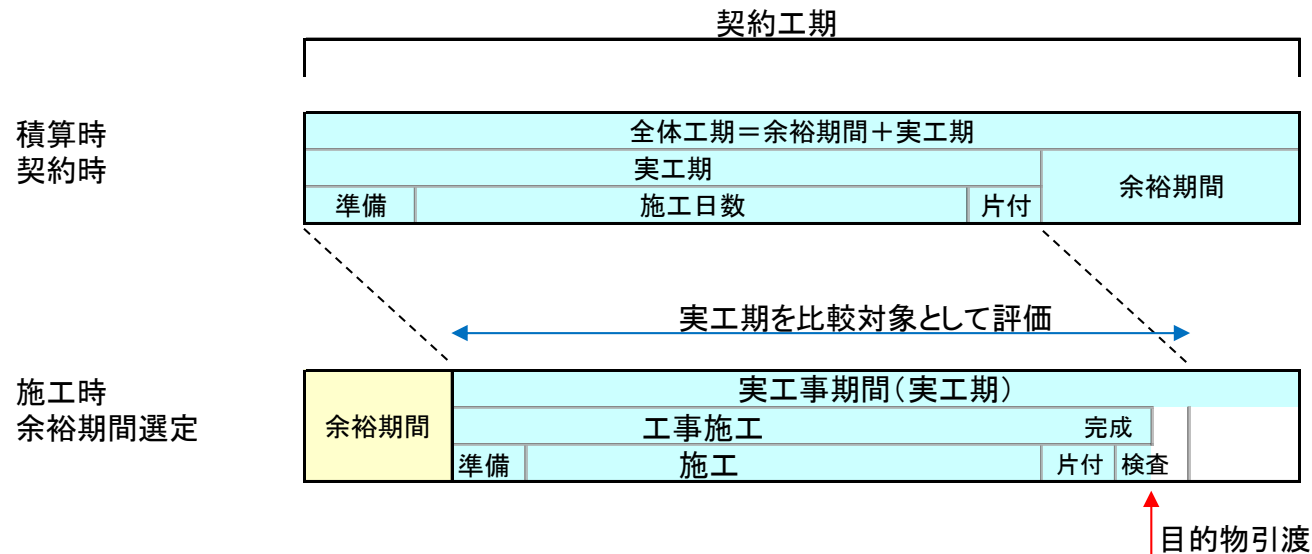 契約工期
積算時
契約時
全体工期＝余裕期間＋実工期
実工期
余裕期間
準備
施工日数
片付
実工期を比較対象として評価
施工時
余裕期間選定
余裕期間
実工事期間（実工期）
工事施工
完成
準備
施工
片付
検査
目的物引渡